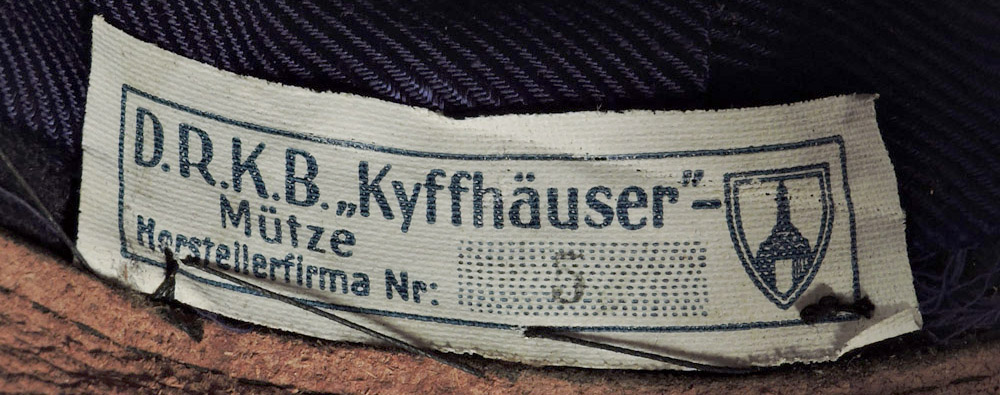 D.R.K.B. „Kyffhäuser"-
Mütze
Herstellerfirma Nr: 5